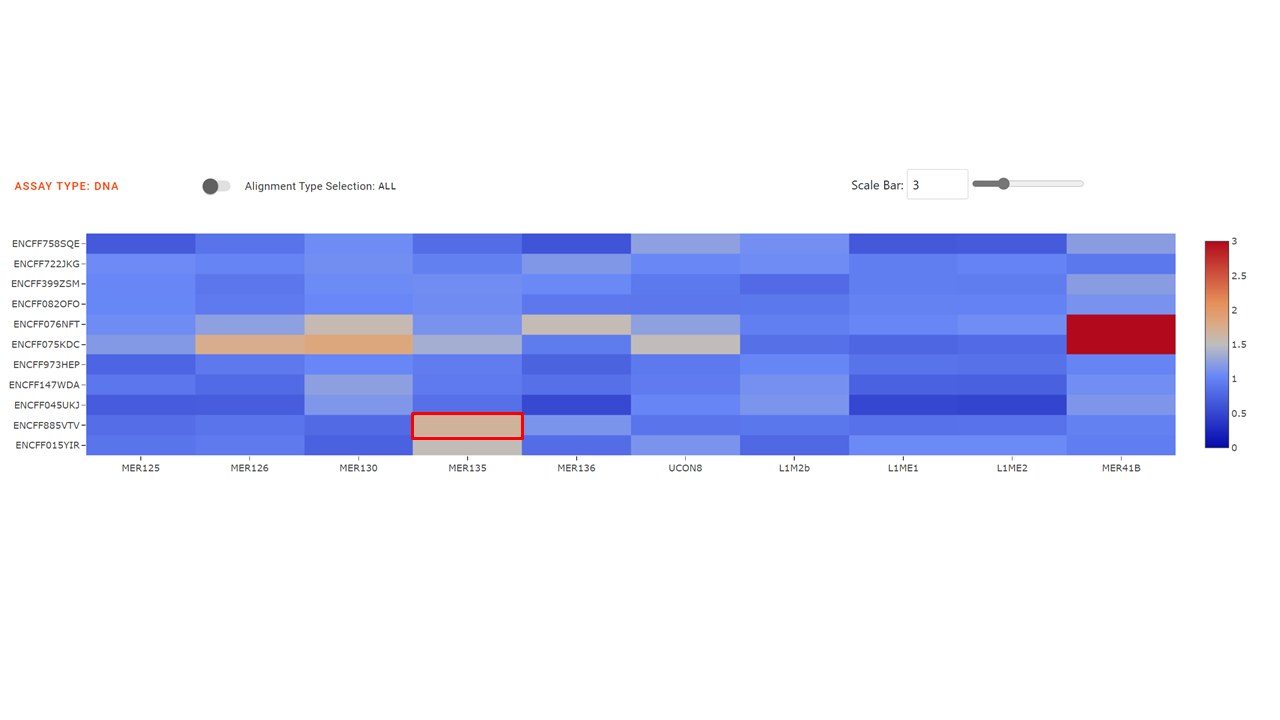 ASSAY TYPE: DNA
Alignment Type Selection: ALL
Scale Bar: 3
ENCFF758SQE
ENCFF722JKG
ENCFF399ZSM
ENCFF082OFO
ENCFF076NFT
ENCFF075KDC
ENCFF973HEP
ENCFF147WDA
ENCFF045UKJ
ENCFF885VTV
ENCFF015YIR
MER125 MER126 MER130 MER135 MER136 UCON8 L1M2b L1ME1 L1ME2 MER41B
3
2.5
2
1.5
1
0.5
0